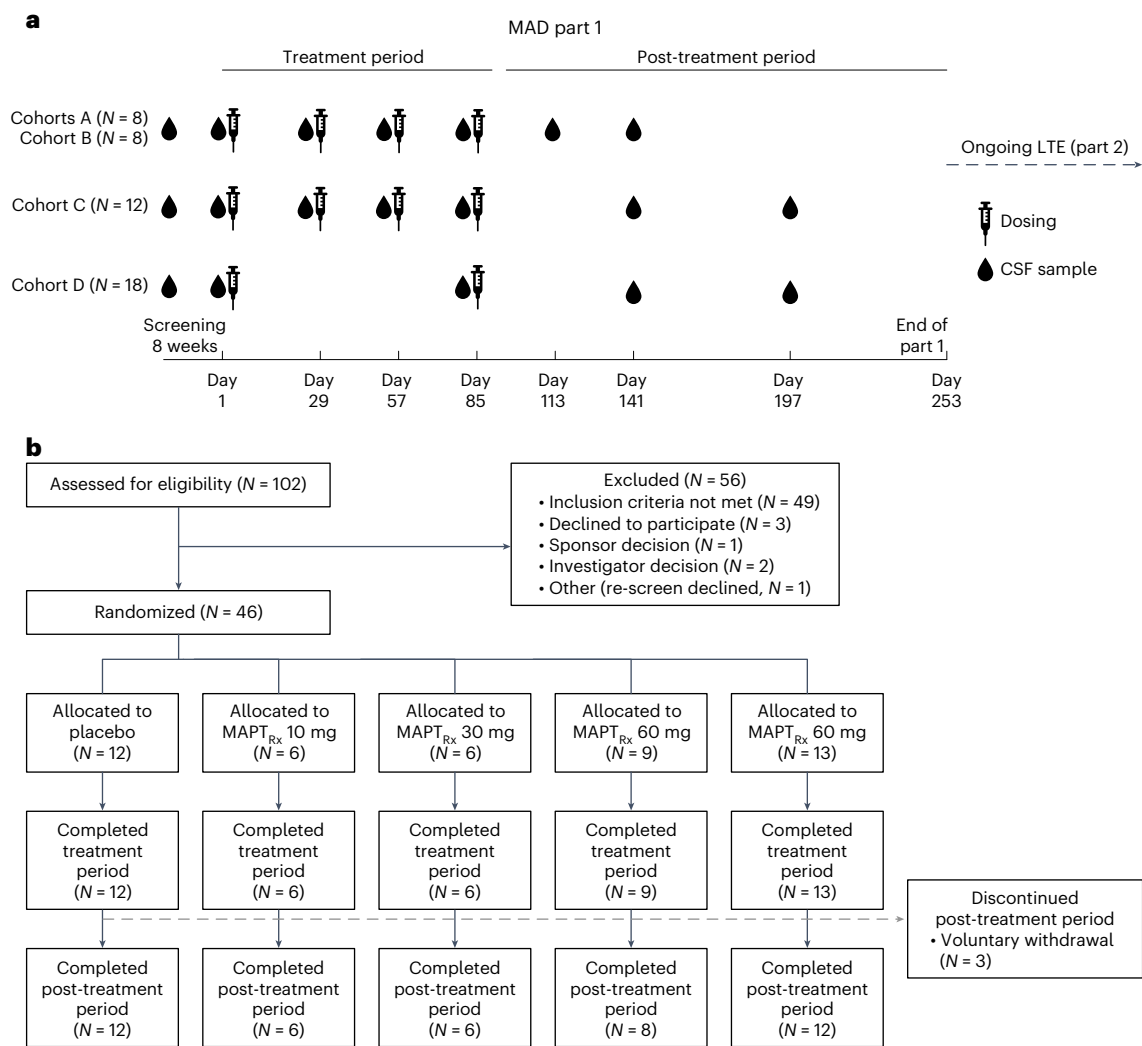 a
MAD part 1
Treatment period
Post-treatment period
Cohorts A (N = 8)
Cohort B (N = 8)
Cohort C (N = 12)
Cohort D (N = 18)
Ongoing LTE (part 2)
Dosing
CSF sample
Screening
8 weeks
End of
part 1
Day
1
Day
29
Day
57
Day
85
Day
113
Day
141
Day
197
Day
253
b
Assessed for eligibility (N = 102)
Excluded (N = 56)
• Inclusion criteria not met (N = 49)
• Declined to participate (N = 3)
• Sponsor decision (N = 1)
• Investigator decision (N = 2)
• Other (re-screen declined, N = 1)
Randomized (N = 46)
Allocated to
placebo
(N = 12)
Allocated to
MAPTRx 10 mg
(N = 6)
Allocated to
MAPTRx 30 mg
(N = 6)
Allocated to
MAPTRx 60 mg
(N = 9)
Allocated to
MAPTRx 60 mg
(N = 13)
Completed
treatment
period
(N = 12)
Completed
treatment
period
(N = 6)
Completed
treatment
period
(N = 6)
Completed
treatment
period
(N = 9)
Completed
treatment
period
(N = 13)
Discontinued
post-treatment period
• Voluntary withdrawal
(N = 3)
Completed
post-treatment
period
(N = 12)
Completed
post-treatment
period
(N = 6)
Completed
post-treatment
period
(N = 6)
Completed
post-treatment
period
(N = 8)
Completed
post-treatment
period
(N = 12)